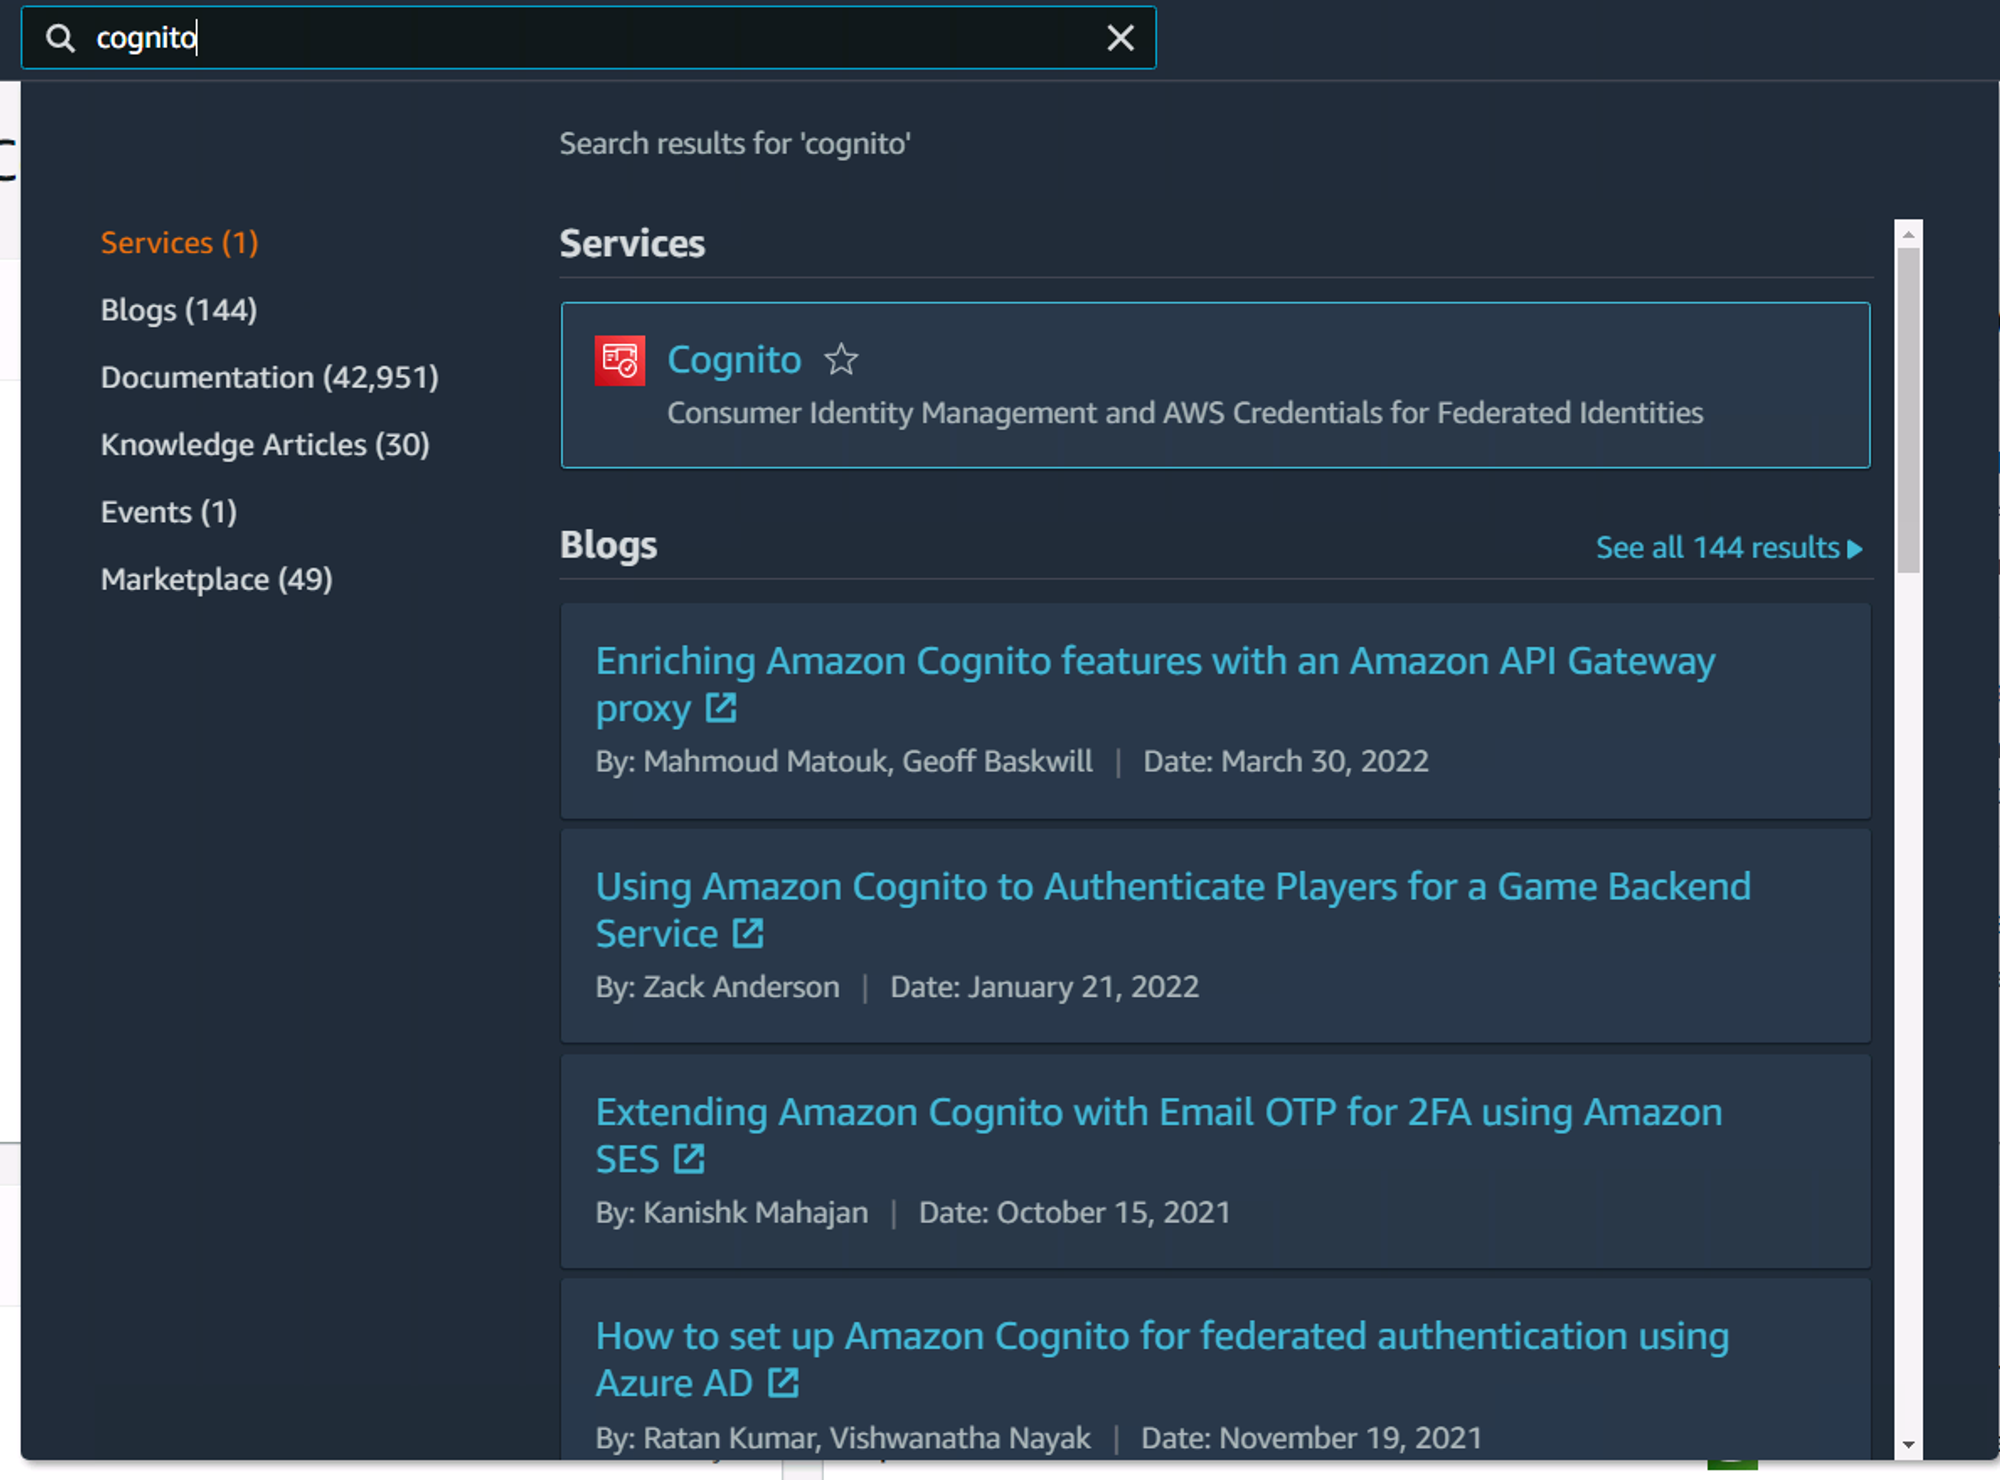 cognito
Search results for 'cognito'
Services (1)
Blogs (144)
Documentation (42,951)
Knowledge Articles (30)
Events (1)
Marketplace (49)
Services
Cognito
Consumer Identity Management and AWS Credentials for Federated Identities
Blogs
See all 144 results
Enriching Amazon Cognito features with an Amazon API Gateway
proxy
By: Mahmoud Matouk, Geoff Baskwill | Date: March 30, 2022
Using Amazon Cognito to Authenticate Players for a Game Backend
Service
By: Zack Anderson | Date: January 21, 2022
Extending Amazon Cognito with Email OTP for 2FA using Amazon
SES
By: Kanishk Mahajan | Date: October 15, 2021
How to set up Amazon Cognito for federated authentication using
Azure AD
By: Ratan Kumar, Vishwanatha Nayak | Date: November 19, 2021